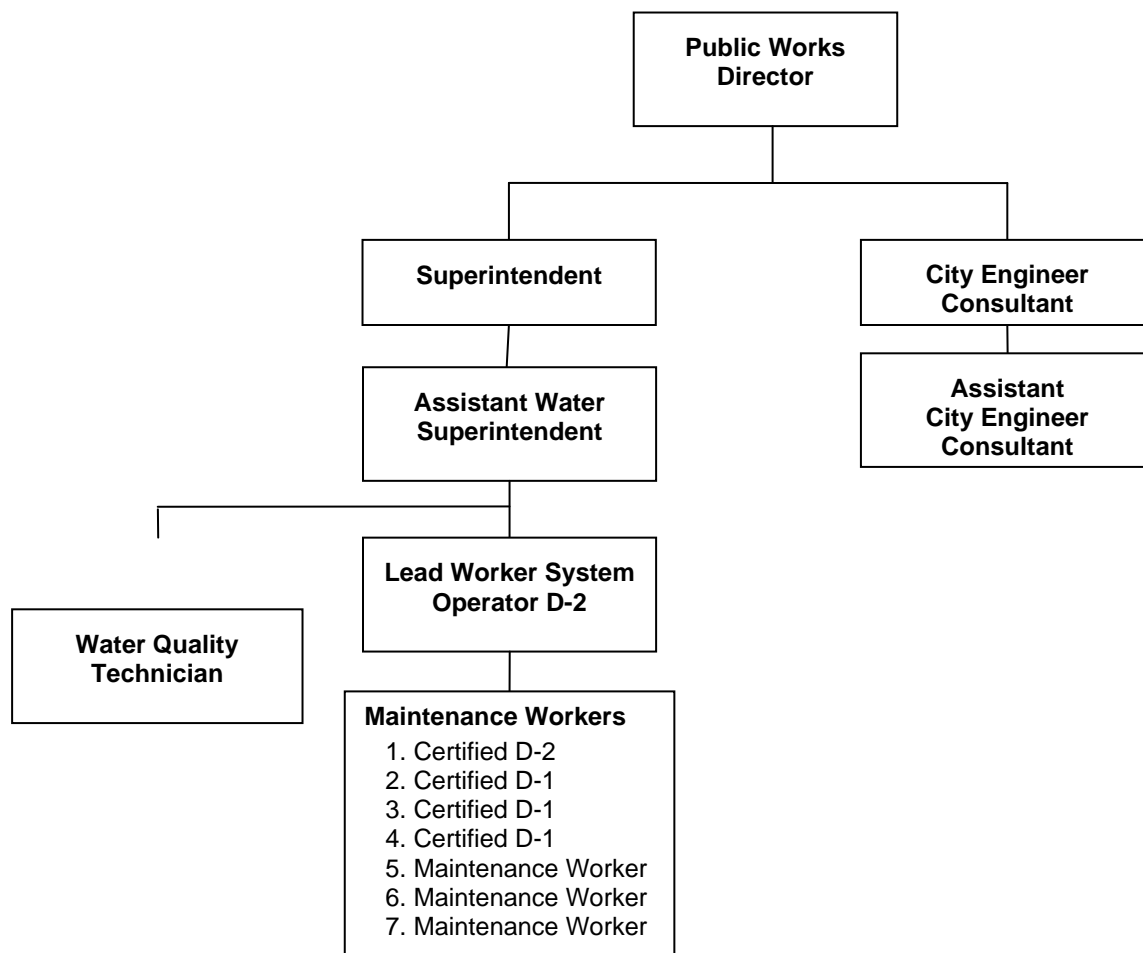 Public Works
Director
Superintendent
City Engineer
Consultant
Assistant Water
Superintendent
Assistant
City Engineer
Consultant
Lead Worker System
Operator D-2
Water Quality
Technician
Maintenance Workers
1. Certified D-2
2. Certified D-1
3. Certified D-1
4. Certified D-1
5. Maintenance Worker
6. Maintenance Worker
7. Maintenance Worker